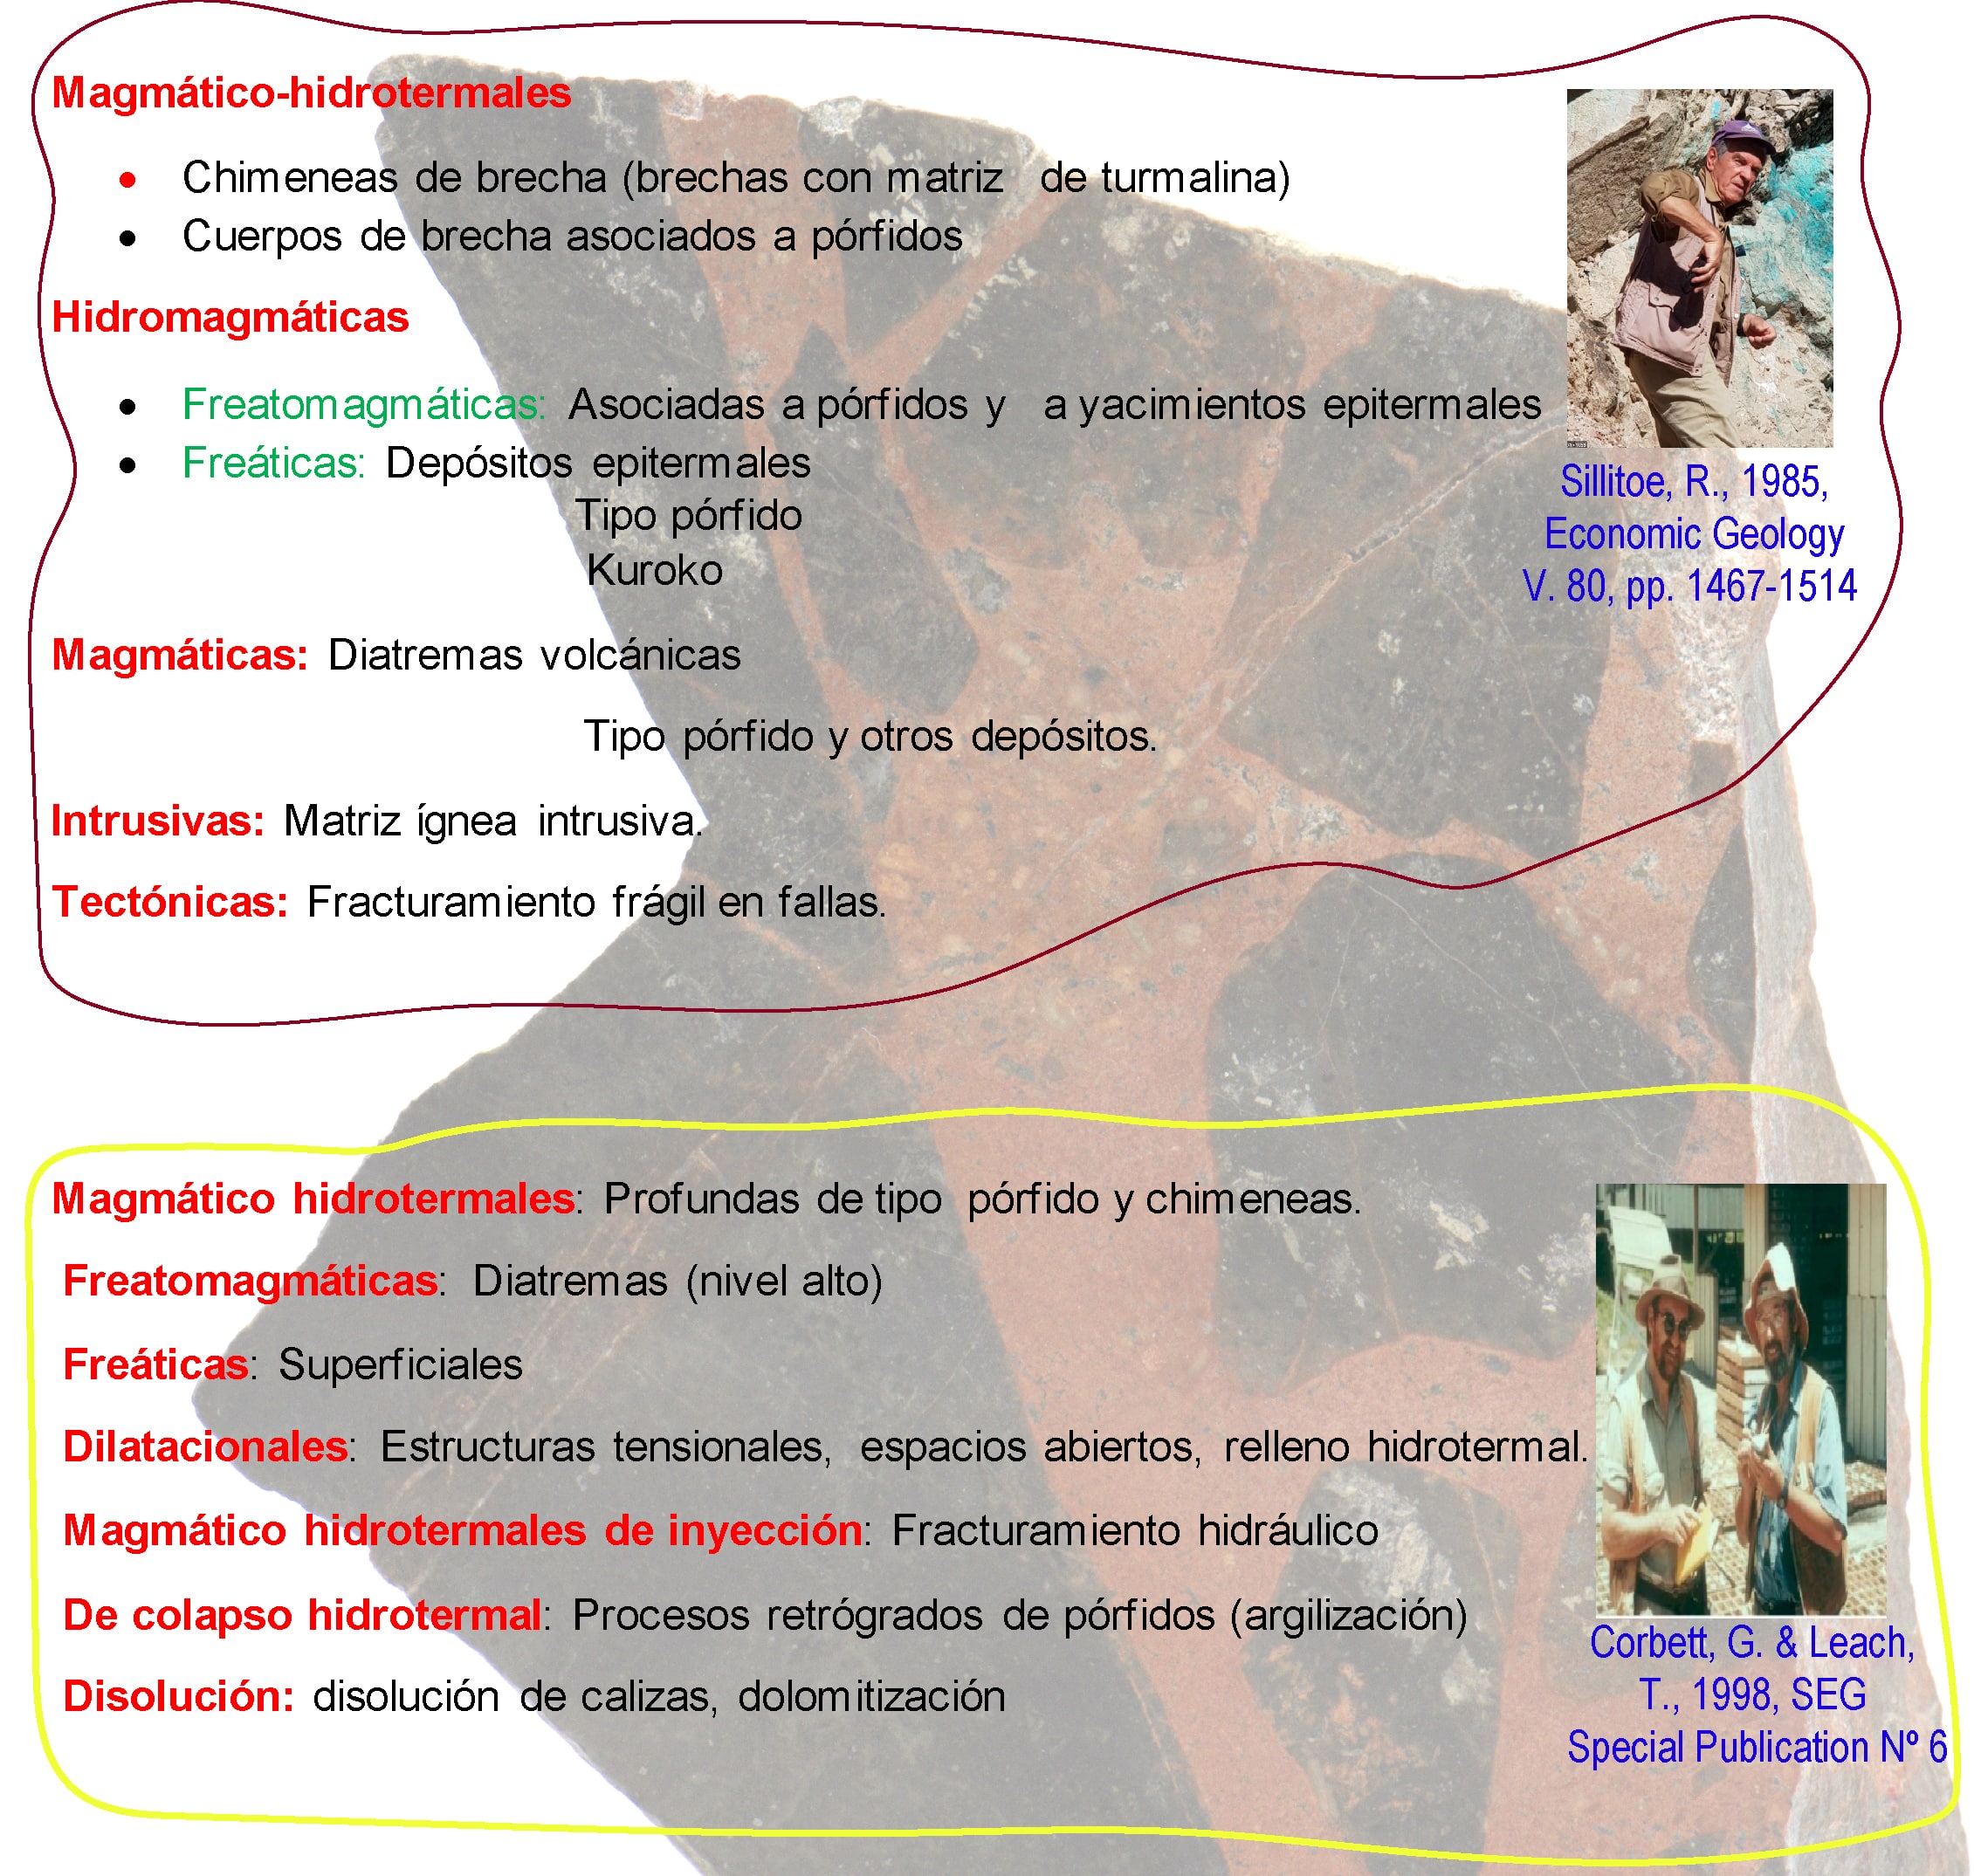 Magmático-hidrotermales
• Chimeneas de brecha (brechas con matriz de turmalina)
• Cuerpos de brecha asociados a pórfidos
Hidromagmáticas
• Freatomagmáticas: Asociadas a pórfidos y a yacimientos epitermales
• Freáticas: Depósitos epitermales
Tipo pórfido
Kuroko
Sillitoe, R., 1985,
Economic Geology
V. 80, pp. 1467-1514
Magmáticas: Diatremas volcánicas
Tipo pórfido y otros depósitos.
Intrusivas: Matriz ígnea intrusiva.
Tectónicas: Fracturamiento frágil en fallas.
Magmático hidrotermales: Profundas de tipo pórfido y chimeneas.
Freatomagmáticas: Diatremas (nivel alto)
Freáticas: Superficiales
Dilatacionales: Estructuras tensionales, espacios abiertos, relleno hidrotermal.
Magmático hidrotermales de inyección: Fracturamiento hidráulico
De colapso hidrotermal: Procesos retrógrados de pórfidos (argilización)
Disolución: disolución de calizas, dolomitización
Corbett, G. & Leach,
T., 1998, SEG
Special Publication Nº 6